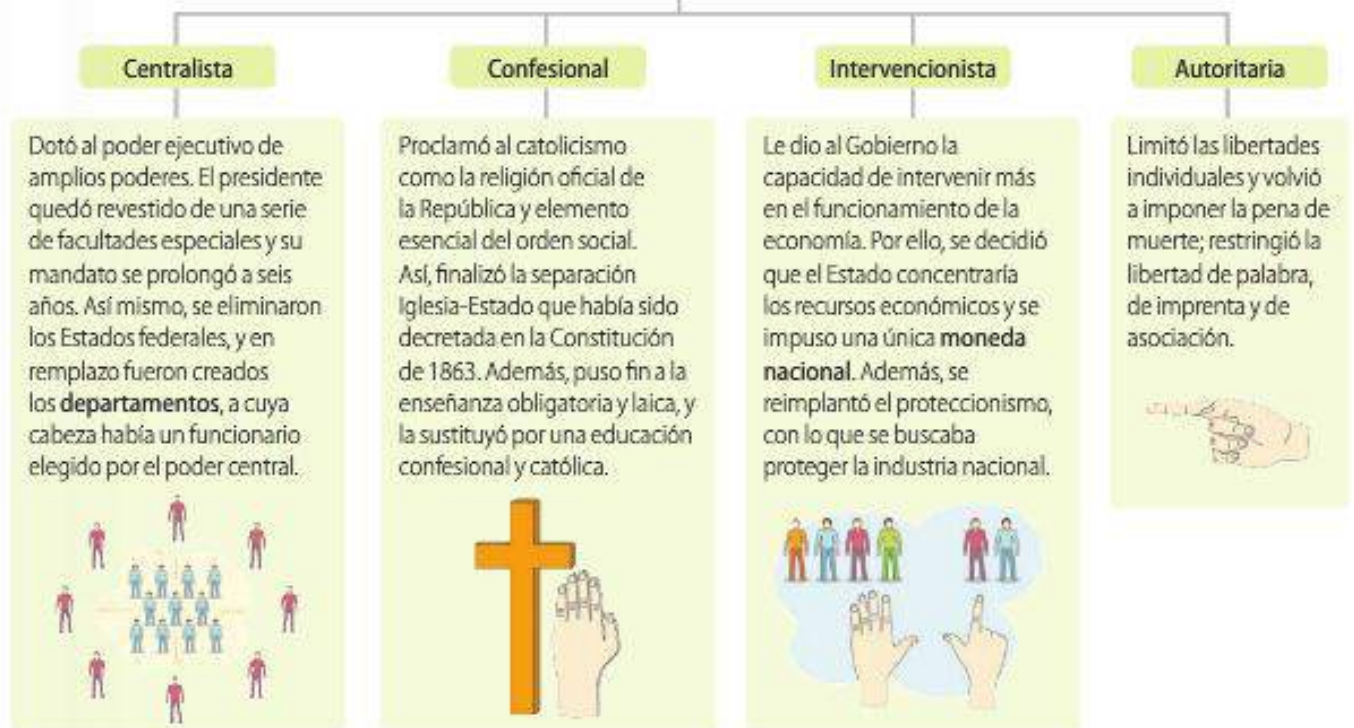 Centralista
Dotó al poder ejecutivo de
amplios poderes. El presidente
quedó revestido de una serie
de facultades especiales y su
mandato se prolongó a seis
años. Así mismo, se eliminaron
los Estados federales, y en
remplazo fueron creados
los departamentos, a cuya
cabeza había un funcionario
elegido por el poder central.
Confesional
Proclamó al catolicismo
como la religión oficial de
la República y elemento
esencial del orden social.
Así, finalizó la separación
Iglesia-Estado que había sido
decretada en la Constitución
de 1863. Además, puso fin a la
enseñanza obligatoria y laica, y
la sustituyó por una educación
confesional y católica.
Intervencionista
Le dio al Gobierno la
capacidad de intervenir más
en el funcionamiento de la
economía. Por ello, se decidió
que el Estado concentraría
los recursos económicos y se
impuso una única moneda
nacional. Además, se
reimplantó el proteccionismo,
con lo que se buscaba
proteger la industria nacional.
Autoritaria
Limitó las libertades
individuales y volvió
a imponer la pena de
muerte; restringió la
libertad de palabra,
de imprenta y de
asociación.